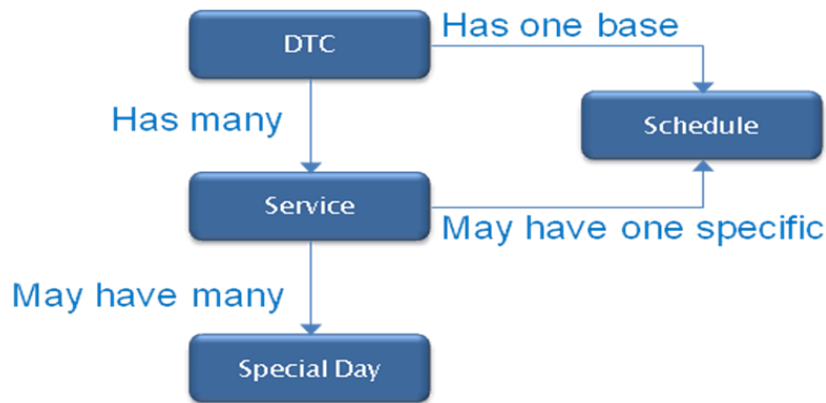 DTC
Has one base
Has many
Schedule
Service
May have one specific
May have many
Special Day